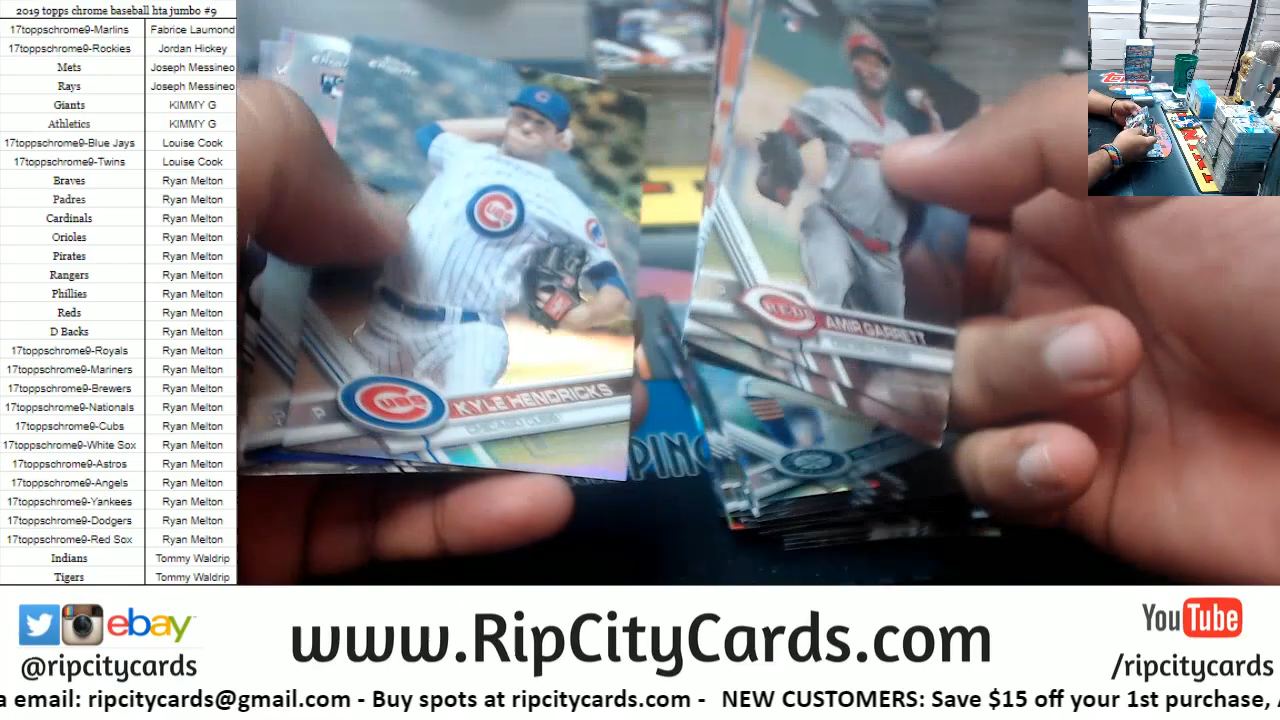 2019 topps chrome baseball hta jumbo #9
17toppschrome9-Marlins Fabrice Laumond
17toppschrome9-Rockies Jordan Hickey
Mets Joseph Messineo
Rays Joseph Messineo
Giants KIMMY G
Athletics KIMMY G
17toppschrome9-Blue Jays Louise Cook
17toppschrome9-Twins Louise Cook
Braves Ryan Melton
Padres Ryan Melton
Cardinals Ryan Melton
Orioles Ryan Melton
Pirates Ryan Melton
Rangers Ryan Melton
Phillies Ryan Melton
Reds Ryan Melton
D Backs Ryan Melton
17toppschrome9-Royals Ryan Melton
17toppschrome9-Mariners Ryan Melton
17toppschrome9-Brewers Ryan Melton
17toppschrome9-Nationals Ryan Melton
17toppschrome9-Cubs Ryan Melton
17toppschrome9-White Sox Ryan Melton
17toppschrome9-Astros Ryan Melton
17toppschrome9-Angels Ryan Melton
17toppschrome9-Yankees Ryan Melton
17toppschrome9-Dodgers Ryan Melton
17toppschrome9-Red Sox Ryan Melton
Indians Tommy Waldrip
Tigers Tommy Waldrip
CUBS
CUBS
KYLE HENDRICKS
REDS
AMIR GARRETT
PING
ebay
@ripcitycards
www.RipCityCards.com
YouTube
/ripcitycards
a email: ripcitycards@gmail.com - Buy spots at ripcitycards.com - NEW CUSTOMERS: Save $15 off your 1st purchase,